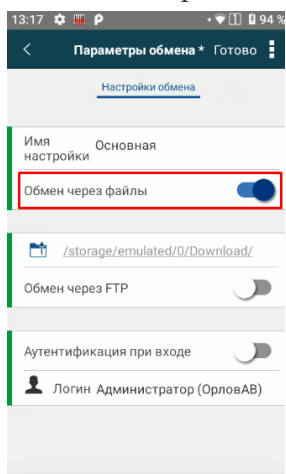 13:17 94 %
Параметры обмена * Готово
Настройки обмена
Имя настройки Основная
Обмен через файлы
/storage/emulated/0/Download/
Обмен через FTP
Аутентификация при входе
Логин Администратор (ОрловАВ)